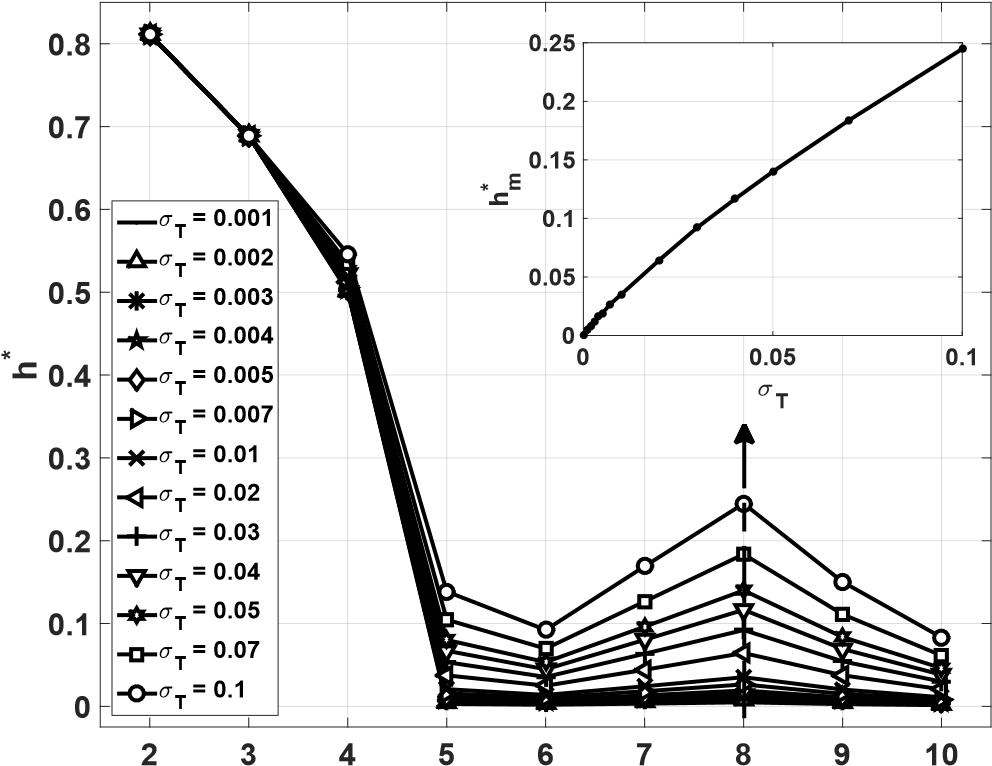 0.8
0.7
0.6
0.5
0.4
0.3
0.2
0.1
0
h*
2 3 4 5 6 7 8 9 10
σT = 0.001
σT = 0.002
σT = 0.003
σT = 0.004
σT = 0.005
σT = 0.007
σT = 0.01
σT = 0.02
σT = 0.03
σT = 0.04
σT = 0.05
σT = 0.07
σT = 0.1
0.25
0.2
0.15
0.1
0.05
0
h*m
0 0.05 0.1
σT